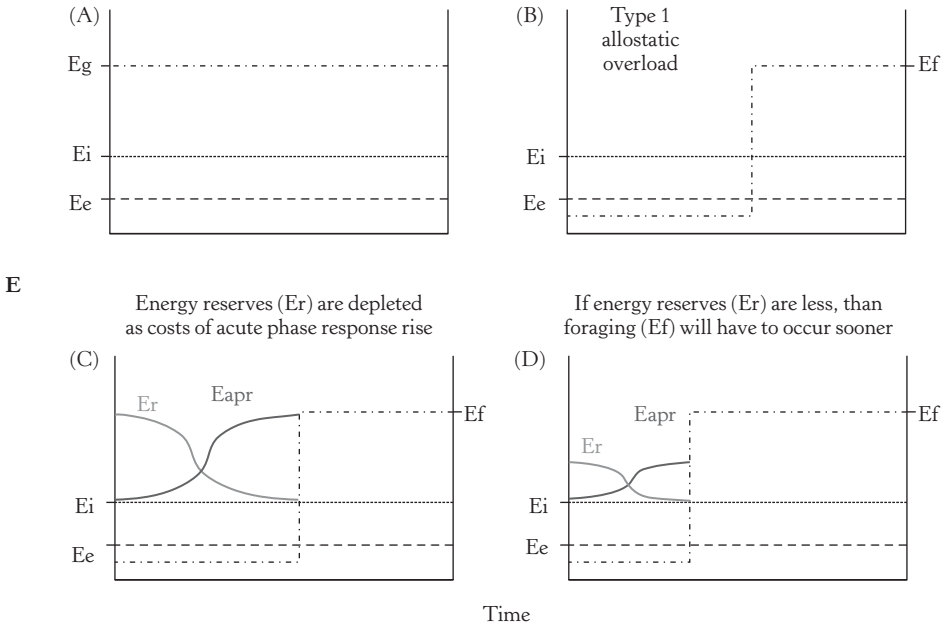 (A)
Eg
Ei
Ee
(B)
Type 1
allostatic
overload
Ef
Ei
Ee
E
Energy reserves (Er) are depleted
as costs of acute phase response rise
If energy reserves (Er) are less, than
foraging (Ef) will have to occur sooner
(C)
Er
Eapr
Ef
Ei
Ee
(D)
Eapr
Er
Ef
Ei
Ee
Time